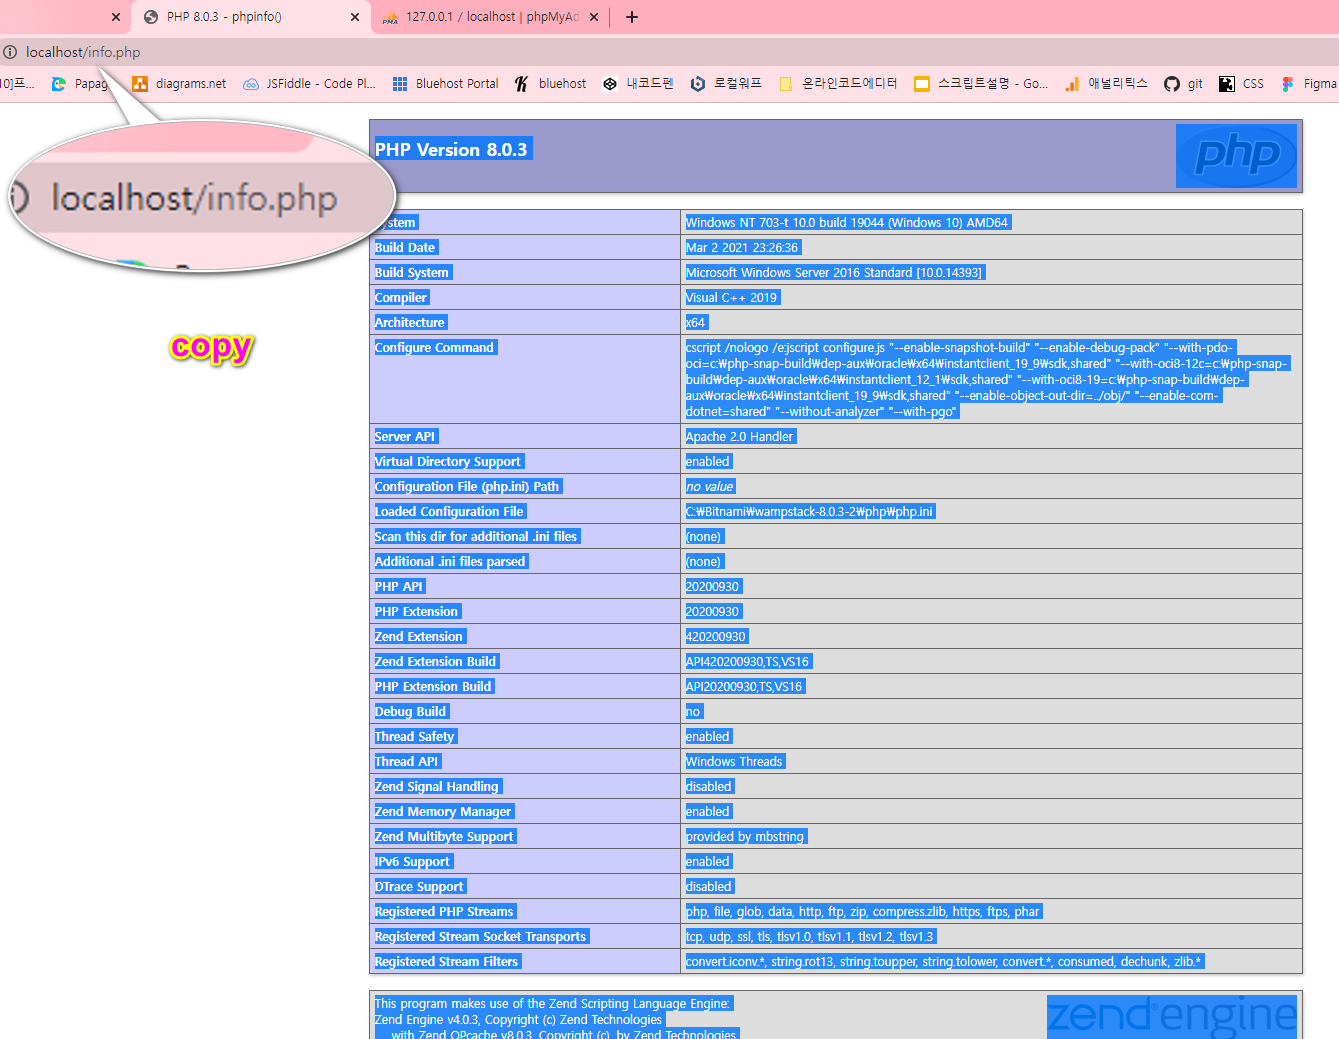 PHP 8.0.3 - phpinfo()
127.0.0.1 / localhost | phpMyAd
localhost/info.php
Papag
diagrams.net
JSFiddle - Code Pl...
Bluehost Portal
bluehost
내코드펜
로컬워프
온라인코드에디터
스크립트설명 - Go...
애널리틱스
git
CSS
Figma
localhost/info.php
copy
PHP Version 8.0.3
php
stem Windows NT 703-t 10.0 build 19044 (Windows 10) AMD64
Build Date Mar 2 2021 23:26:36
Build System Microsoft Windows Server 2016 Standard [10.0.14393]
Compiler Visual C++ 2019
Architecture x64
Configure Command cscript /nologo /e:jscript configure.js "--enable-snapshot-build" "--enable-debug-pack" "--with-pdo-
oci=c:₩php-snap-build₩dep-aux₩oracle₩x64₩instantclient_19_9₩sdk,shared" "--with-oci8-12c=c:₩php-snap-
build₩dep-aux₩oracle₩x64₩instantclient_12_1₩sdk,shared" "--with-oci8-19=c:₩php-snap-build₩dep-
aux₩oracle₩x64₩instantclient_19_9₩sdk,shared" "--enable-object-out-dir=../obj/" "--enable-com-
dotnet=shared" "--without-analyzer" "--with-pgo"
Server API Apache 2.0 Handler
Virtual Directory Support enabled
Configuration File (php.ini) Path no value
Loaded Configuration File C:₩Bitnami₩wampstack-8.0.3-2₩php₩php.ini
Scan this dir for additional .ini files (none)
Additional .ini files parsed (none)
PHP API 20200930
PHP Extension 20200930
Zend Extension 420200930
Zend Extension Build API420200930,TS,VS16
PHP Extension Build API20200930,TS,VS16
Debug Build no
Thread Safety enabled
Thread API Windows Threads
Zend Signal Handling disabled
Zend Memory Manager enabled
Zend Multibyte Support provided by mbstring
IPv6 Support enabled
DTrace Support disabled
Registered PHP Streams php, file, glob, data, http, ftp, zip, compress.zlib, https, ftps, phar
Registered Stream Socket Transports tcp, udp, ssl, tls, tlsv1.0, tlsv1.1, tlsv1.2, tlsv1.3
Registered Stream Filters convert.iconv.*, string.rot13, string.toupper, string.tolower, convert.*, consumed, dechunk, zlib.*
This program makes use of the Zend Scripting Language Engine:
Zend Engine v4.0.3, Copyright (c) Zend Technologies
with Zend OPcache v8.0.3, Copyright (c), by Zend Technologies
zend engine